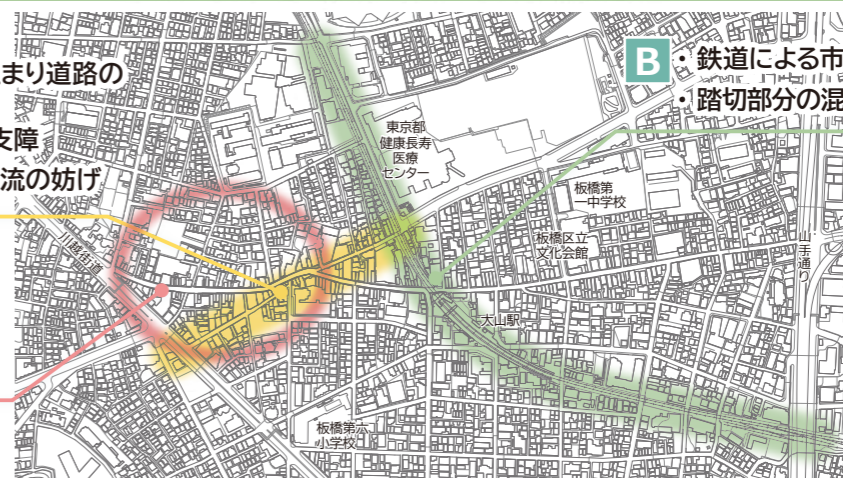 まり道路の
支障
流の妨げ
B
・鉄道による市
・踏切部分の混
東京都
健康長寿
医療
センター
板橋第
一中学校
板橋区立
文化会館
山手通り
川越街道
大山駅
板橋第六
小学校